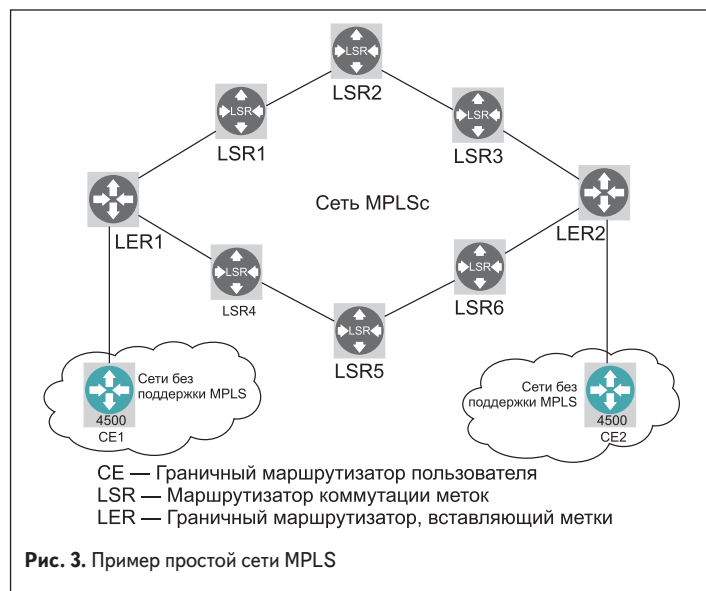 LSR
LSR2
LSR
LSR1
LSR
LSR3
Сеть MPLSc
LER1
LER2
LSR
LSR4
LSR
LSR6
LSR
LSR5
Сети без
поддержки MPLS
4500
CE1
Сети без
поддержки MPLS
4500
CE2
CE — Граничный маршрутизатор пользователя
LSR — Маршрутизатор коммутации меток
LER — Граничный маршрутизатор, вставляющий метки
Рис. 3. Пример простой сети MPLS